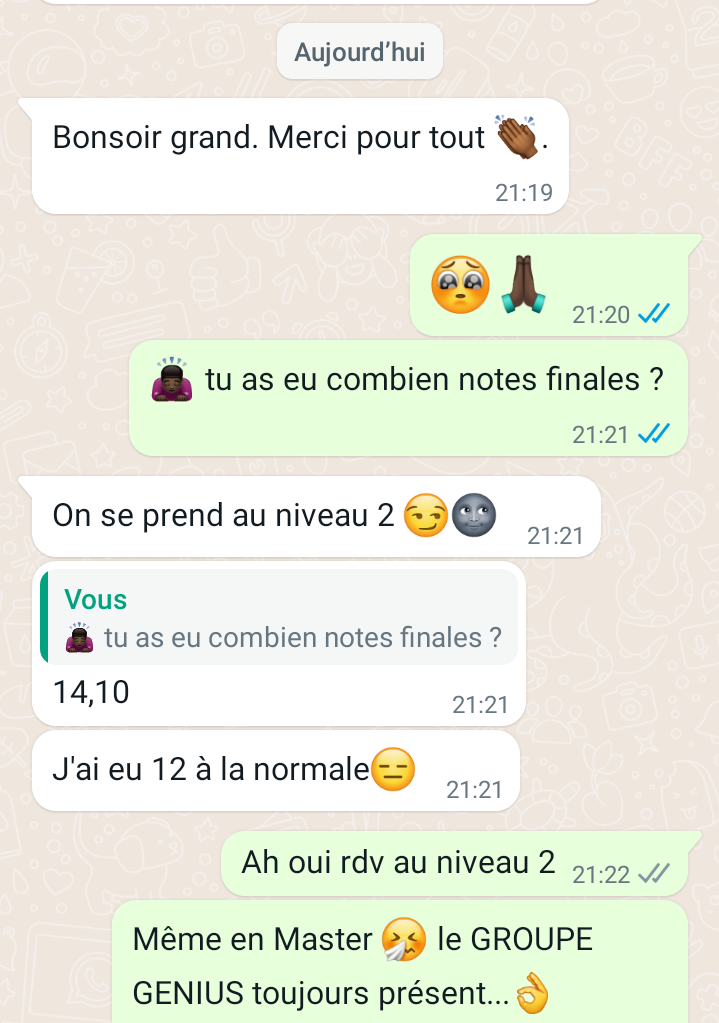 Aujourd’hui
Bonsoir grand. Merci pour tout 👏🏾.
21:19
🥺🙏🏿
21:20
🙇🏿 tu as eu combien notes finales ?
21:21
On se prend au niveau 2 😏🌚
21:21
Vous
🙇🏿 tu as eu combien notes finales ?
14,10
21:21
J'ai eu 12 à la normale😑
21:21
Ah oui rdv au niveau 2
21:22
Même en Master 🤧 le GROUPE
GENIUS toujours présent...👌